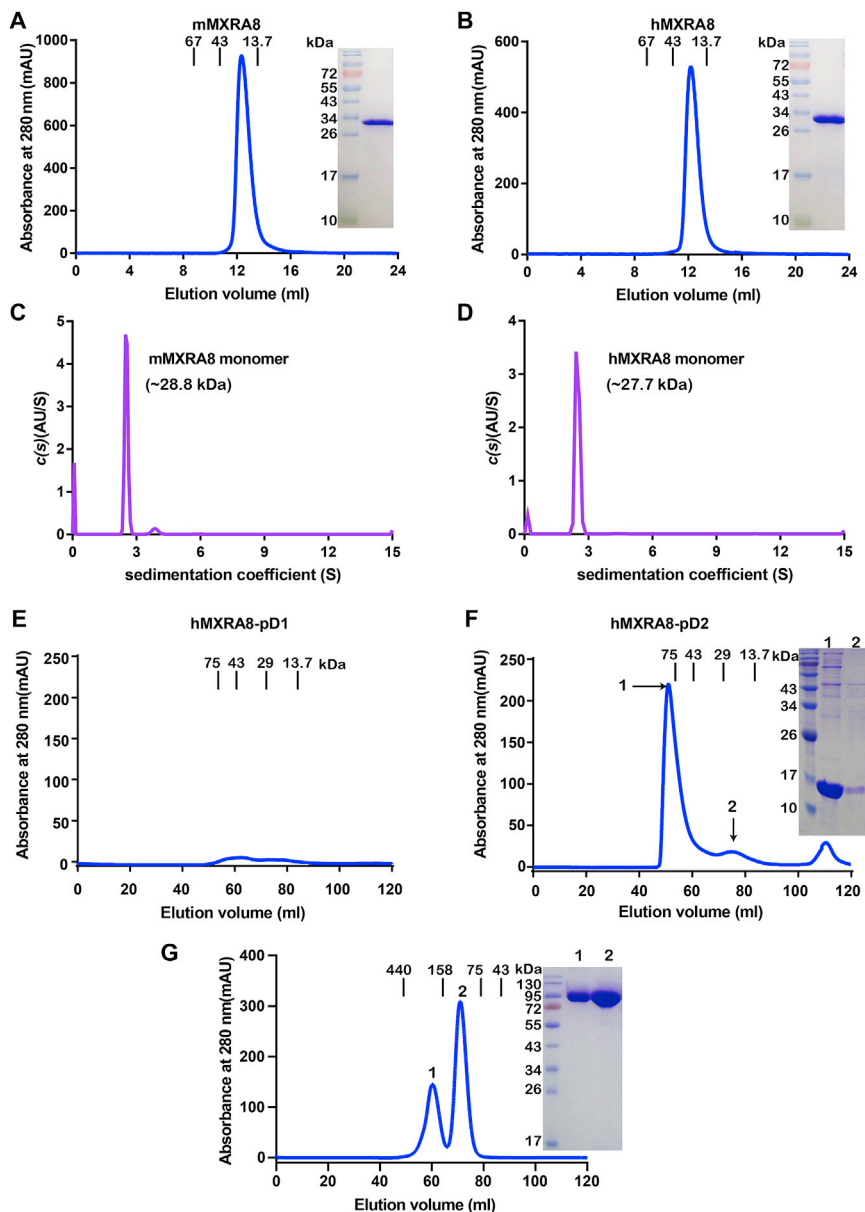 A
mMXRA8
67 43 13.7 kDa
Absorbance at 280 nm(mAU)
1000
800
600
400
200
0
0 4 8 12 16 20 24
Elution volume (ml)
72
55
43
34
26
17
10
B
hMXRA8
67 43 13.7 kDa
Absorbance at 280 nm(mAU)
600
400
200
0
0 4 8 12 16 20 24
Elution volume (ml)
72
55
43
34
26
17
10
C
mMXRA8 monomer
(~28.8 kDa)
c(s)(AU/S)
5
4
3
2
1
0
0 3 6 9 12 15
sedimentation coefficient (S)
D
hMXRA8 monomer
(~27.7 kDa)
c(s)(AU/S)
4
3
2
1
0
0 3 6 9 12 15
sedimentation coefficient (S)
E
hMXRA8-pD1
75 43 29 13.7 kDa
Absorbance at 280 nm(mAU)
250
200
150
100
50
0
0 20 40 60 80 100 120
Elution volume (ml)
F
hMXRA8-pD2
75 43 29 13.7 kDa
Absorbance at 280 nm(mAU)
250
200
150
100
50
0
1
2
0 20 40 60 80 100 120
Elution volume (ml)
1 2
43
34
26
17
10
G
440 158 75 43 kDa
Absorbance at 280 nm(mAU)
400
300
200
100
0
1
2
0 20 40 60 80 100 120
Elution volume (ml)
1 2
130
95
72
55
43
34
26
17